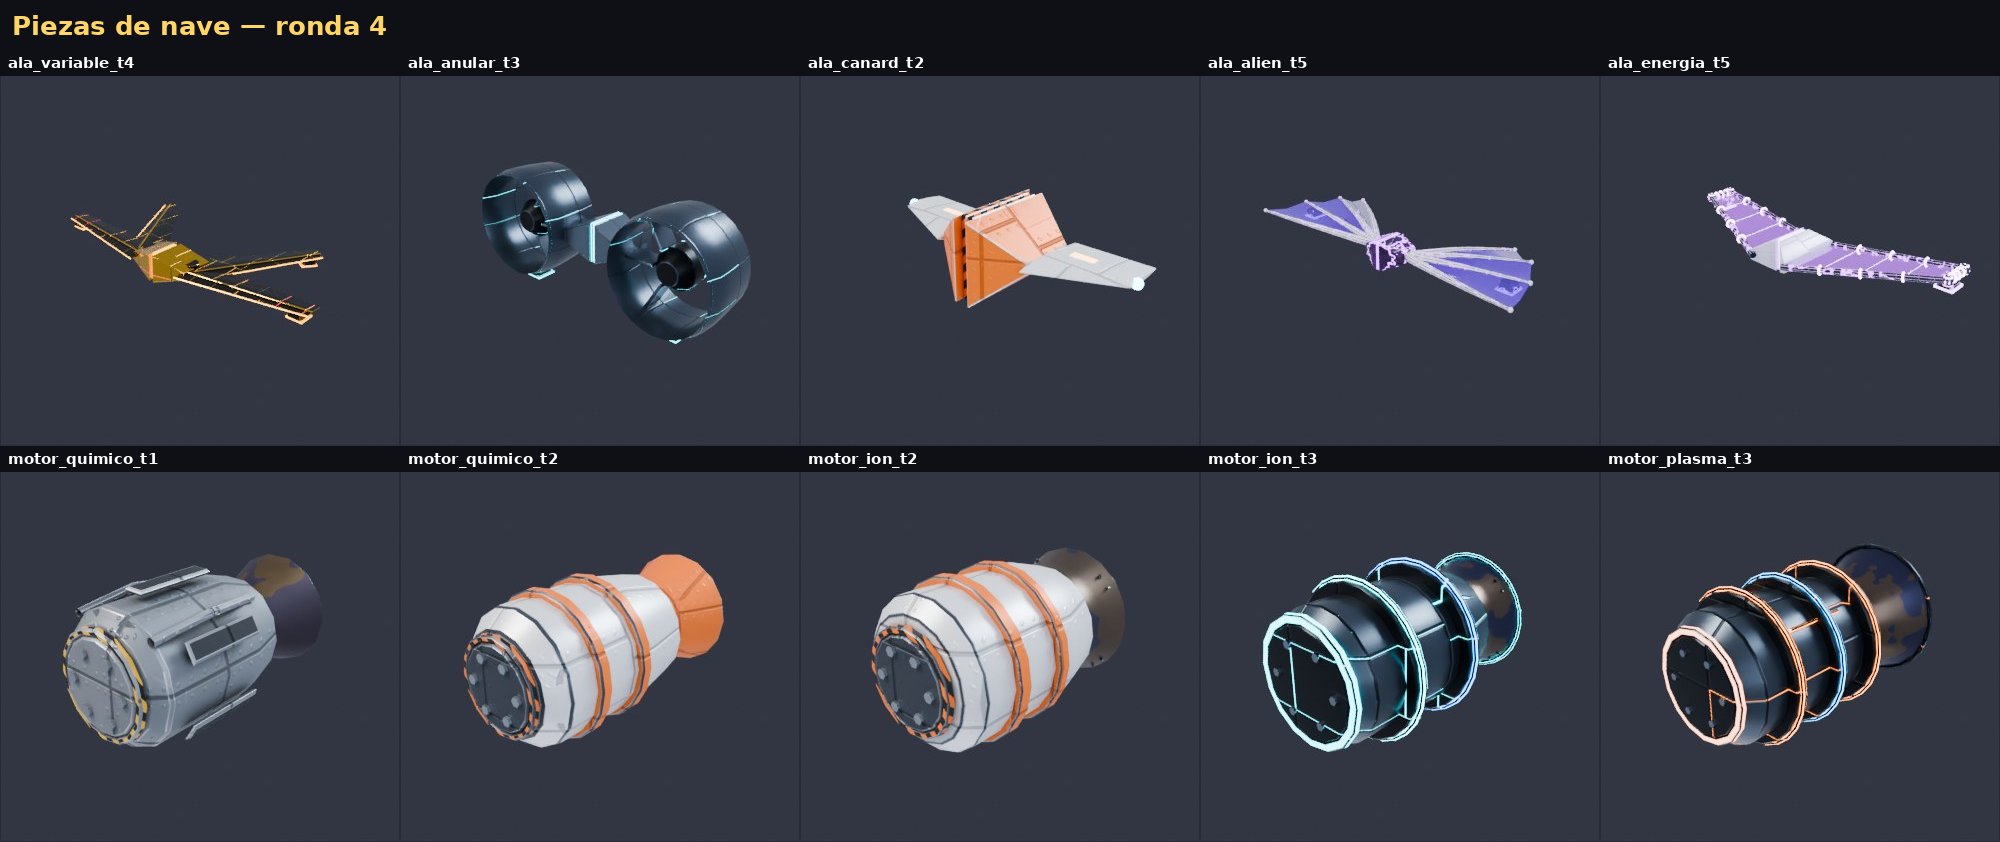 Piezas de nave — ronda 4
ala_variable_t4
ala_anular_t3
ala_canard_t2
ala_alien_t5
ala_energia_t5
motor_quimico_t1
motor_quimico_t2
motor_ion_t2
motor_ion_t3
motor_plasma_t3